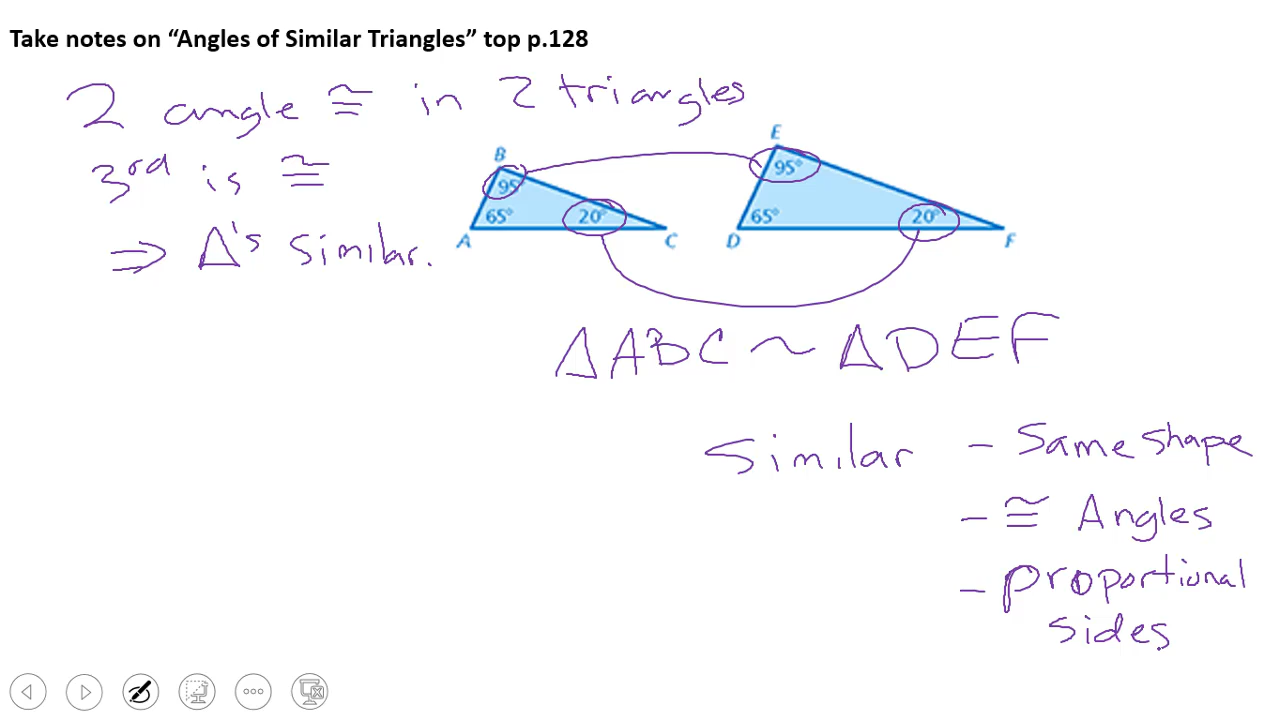 Take notes on “Angles of Similar Triangles” top p.128
2 angle ≅ in 2 triangles
3rd is ≅
⇒ Δ's similar.
B
95°
65°
20°
A
C
E
95°
65°
20°
D
F
ΔABC ~ ΔDEF
Similar - Same shape
- ≅ Angles
- proportional
sides